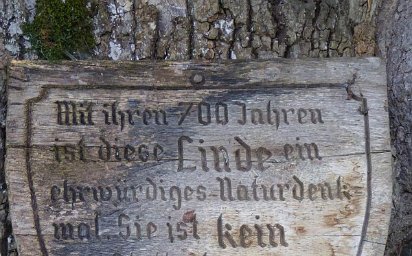 Mit ihren 700 Jahren
ist diese Linde ein
ehrwürdiges Naturdenk-
mal. Sie ist kein